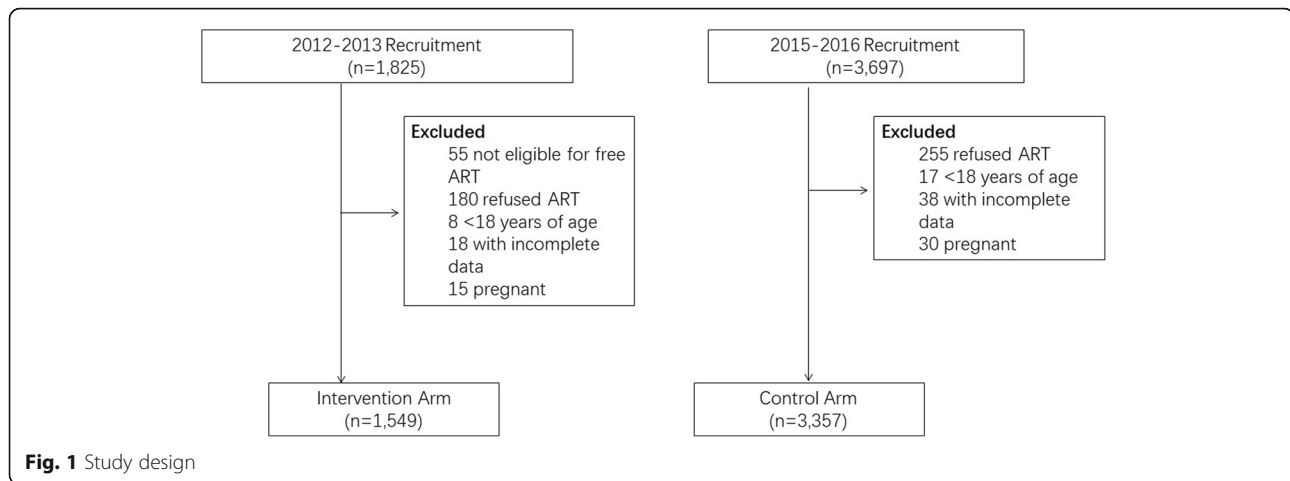 2012-2013 Recruitment
(n=1,825)
Excluded
55 not eligible for free
ART
180 refused ART
8 <18 years of age
18 with incomplete
data
15 pregnant
Intervention Arm
(n=1,549)
2015-2016 Recruitment
(n=3,697)
Excluded
255 refused ART
17 <18 years of age
38 with incomplete
data
30 pregnant
Control Arm
(n=3,357)
Fig. 1 Study design